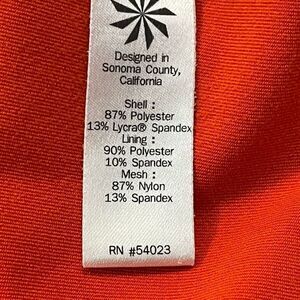 Designed in
Sonoma County,
California
Shell :
87% Polyester
13% Lycra® Spandex
Lining :
90% Polyester
10% Spandex
Mesh :
87% Nylon
13% Spandex
RN #54023